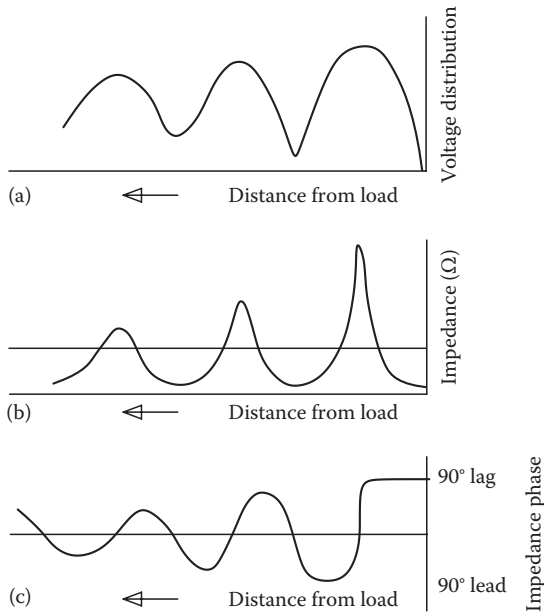 Voltage distribution
(a)
Distance from load
Impedance (Ω)
(b)
Distance from load
90° lag
Impedance phase
90° lead
(c)
Distance from load